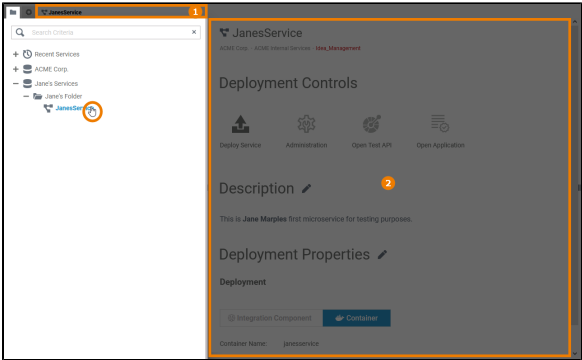 JanesService
1
Search Criteria
Recent Services
ACME Corp.
Jane's Services
Jane's Folder
JanesService
JanesService
ACME Corp › ACME Internal Services › Idea_Management
Deployment Controls
Deploy Service Administration Open Test API Open Application
Description
2
This is Jane Marples first microservice for testing purposes.
Deployment Properties
Deployment
Integration Component Container
Container Name: janesservice